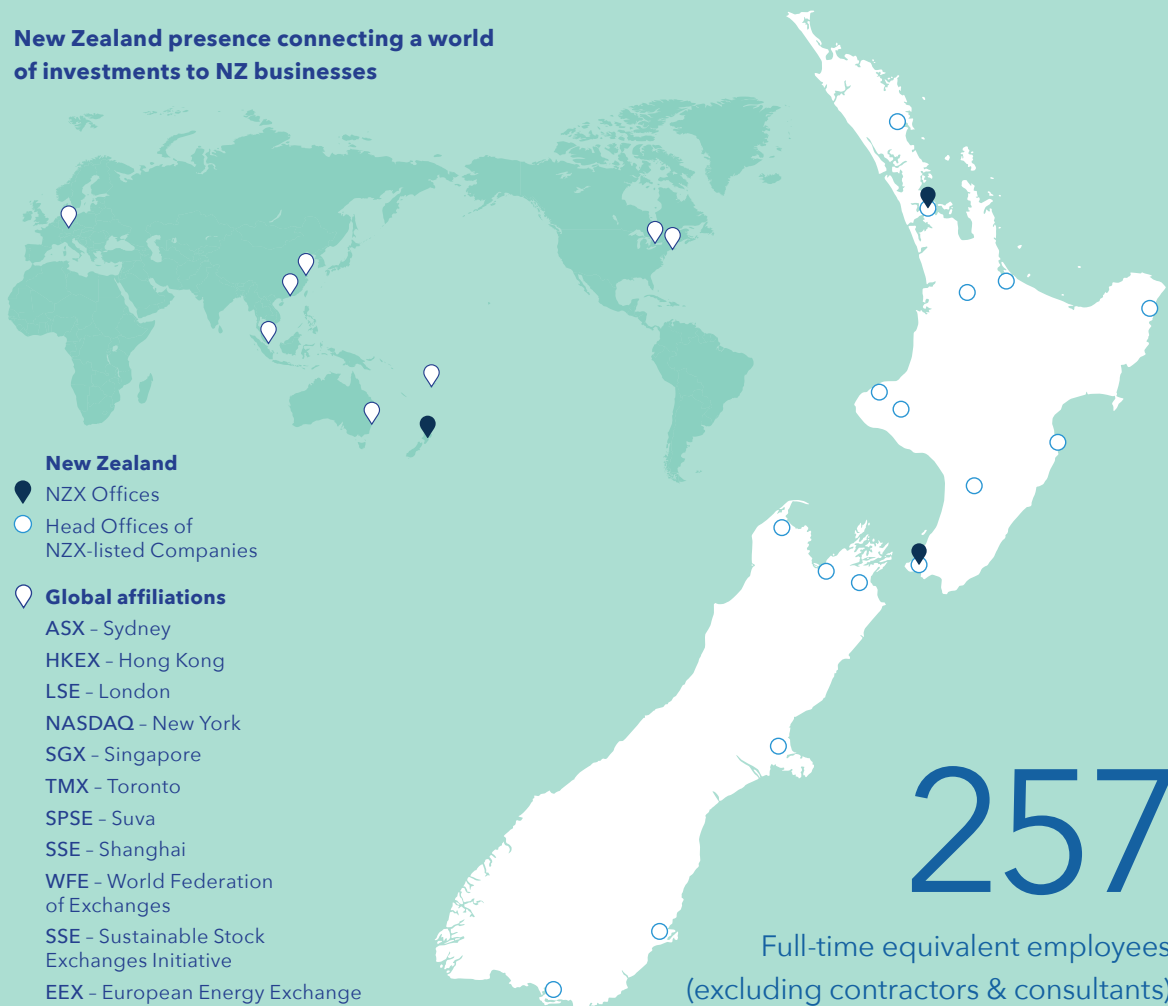 New Zealand presence connecting a world
of investments to NZ businesses
New Zealand
NZX Offices
Head Offices of
NZX-listed Companies
Global affiliations
ASX – Sydney
HKEX – Hong Kong
LSE – London
NASDAQ – New York
SGX – Singapore
TMX – Toronto
SPSE – Suva
SSE – Shanghai
WFE – World Federation
of Exchanges
SSE – Sustainable Stock
Exchanges Initiative
EEX – European Energy Exchange
257
Full-time equivalent employees
(excluding contractors & consultants)